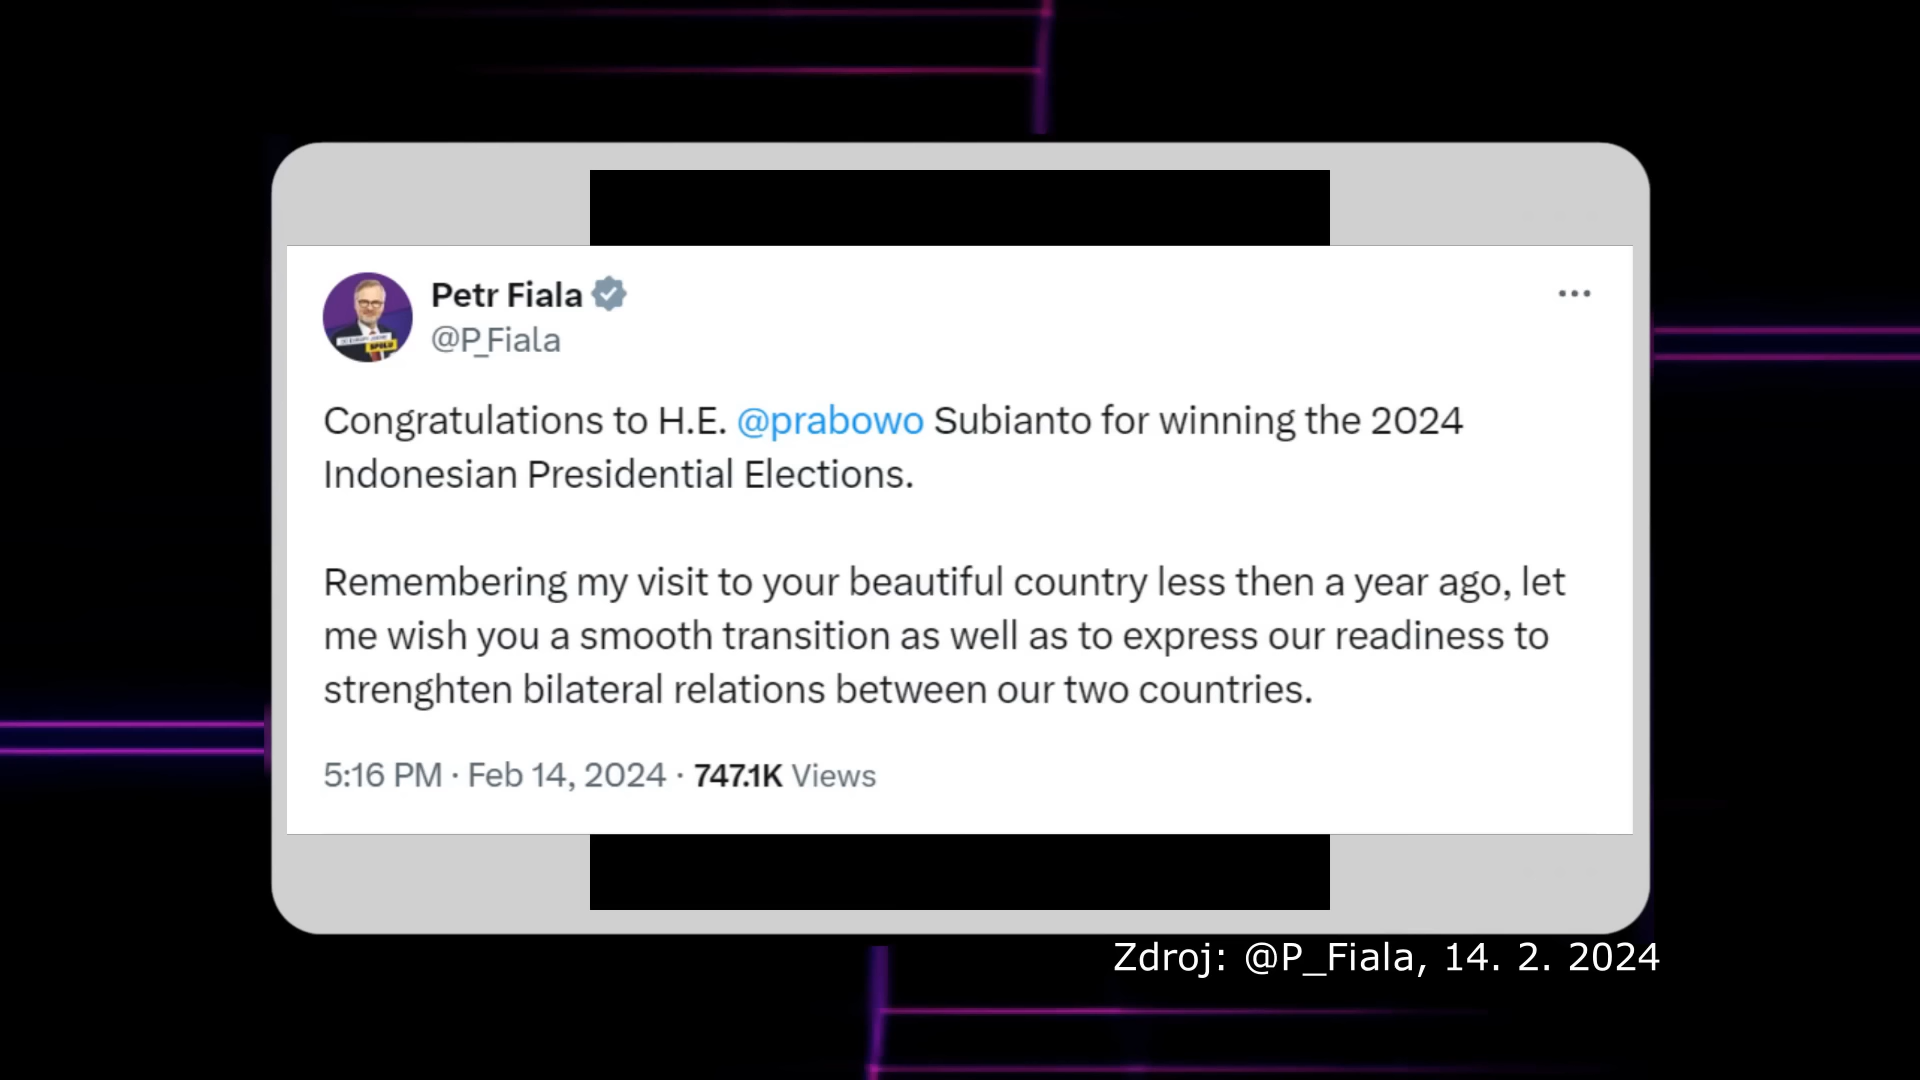 Petr Fiala
@P_Fiala
Congratulations to H.E. @prabowo Subianto for winning the 2024
Indonesian Presidential Elections.
Remembering my visit to your beautiful country less then a year ago, let
me wish you a smooth transition as well as to express our readiness to
strenghten bilateral relations between our two countries.
5:16 PM · Feb 14, 2024 · 747.1K Views
Zdroj: @P_Fiala, 14. 2. 2024